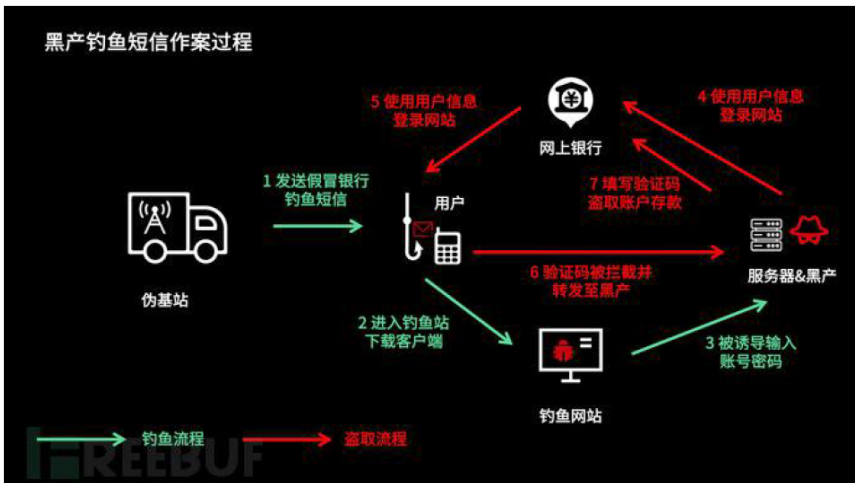 黑产钓鱼短信作案过程
5 使用用户信息
登录网站
4 使用用户信息
登录网站
网上银行
1 发送假冒银行
钓鱼短信
用户
7 填写验证码
盗取账户存款
伪基站
6 验证码被拦截并
转发至黑产
服务器&黑产
2 进入钓鱼站
下载客户端
3 被诱导输入
账号密码
钓鱼网站
钓鱼流程
盗取流程
FREEBUF